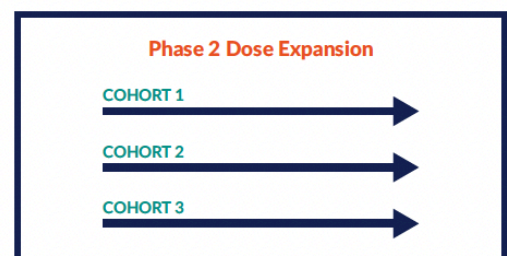 Phase 2 Dose Expansion
COHORT 1
COHORT 2
COHORT 3